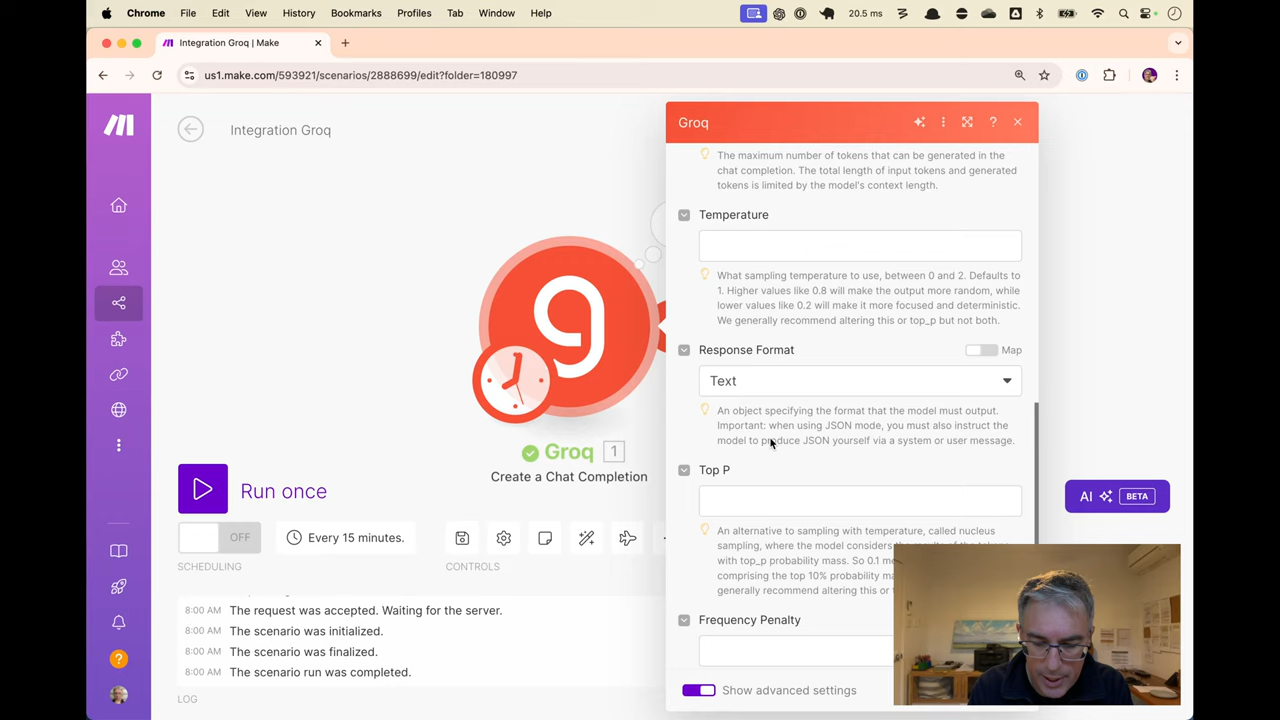 Chrome File Edit View History Bookmarks Profiles Tab Window Help 20.5 ms
Integration Groq | Make
us1.make.com/593921/scenarios/2888699/edit?folder=180997
Integration Groq
Groq
The maximum number of tokens that can be generated in the
chat completion. The total length of input tokens and generated
tokens is limited by the model's context length.
Temperature
What sampling temperature to use, between 0 and 2. Defaults to
1. Higher values like 0.8 will make the output more random, while
lower values like 0.2 will make it more focused and deterministic.
We generally recommend altering this or top_p but not both.
Response Format Map
Text
An object specifying the format that the model must output.
Important: when using JSON mode, you must also instruct the
model to produce JSON yourself via a system or user message.
Top P
An alternative to sampling with temperature, called nucleus
sampling, where the model considers
with top_p probability mass. So 0.1
comprising the top 10% probability
generally recommend altering this or
Frequency Penalty
Show advanced settings
g
Groq 1
Create a Chat Completion
Run once
OFF
Every 15 minutes.
SCHEDULING
CONTROLS
AI BETA
8:00 AM The request was accepted. Waiting for the server.
8:00 AM The scenario was initialized.
8:00 AM The scenario was finalized.
8:00 AM The scenario run was completed.
LOG